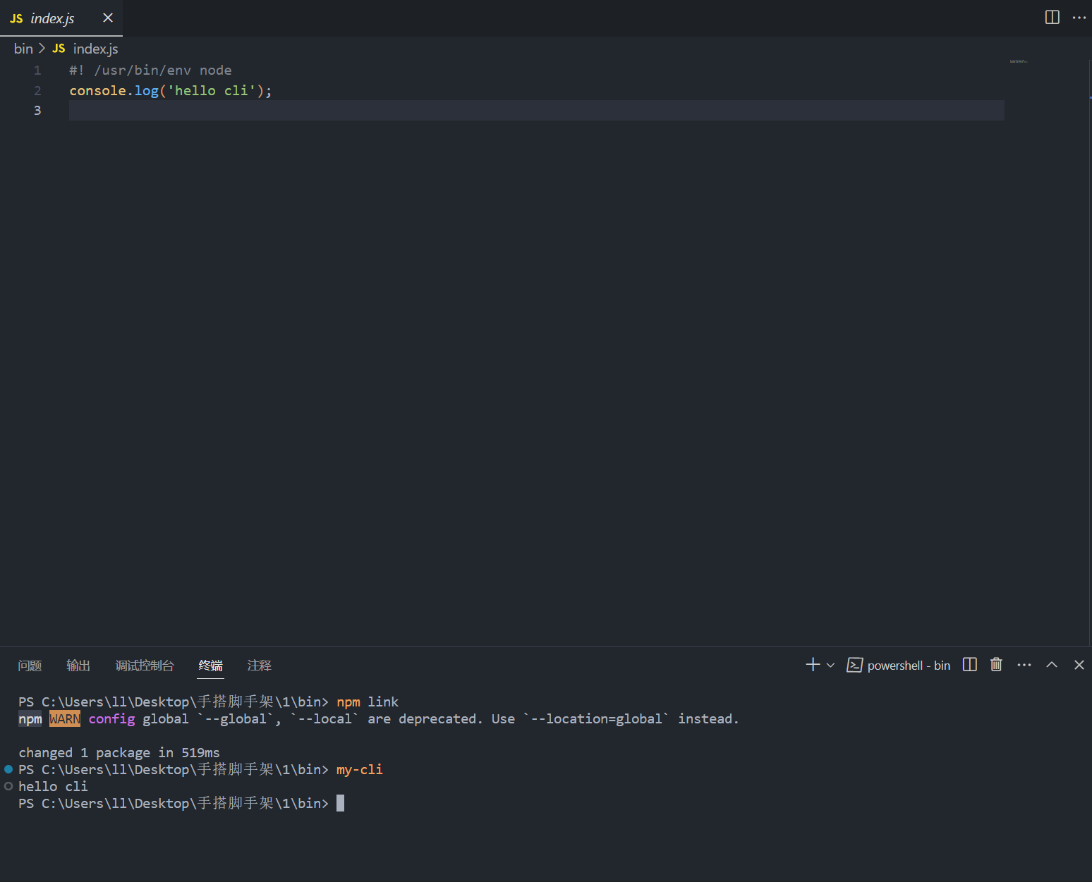 JS index.js
bin > JS index.js
1 #! /usr/bin/env node
2 console.log('hello cli');
3
问题 输出 调试控制台 终端 注释 powershell - bin
PS C:\Users\ll\Desktop\手搭脚手架\1\bin> npm link
npm WARN config global `--global`, `--local` are deprecated. Use `--location=global` instead.
changed 1 package in 519ms
PS C:\Users\ll\Desktop\手搭脚手架\1\bin> my-cli
hello cli
PS C:\Users\ll\Desktop\手搭脚手架\1\bin>